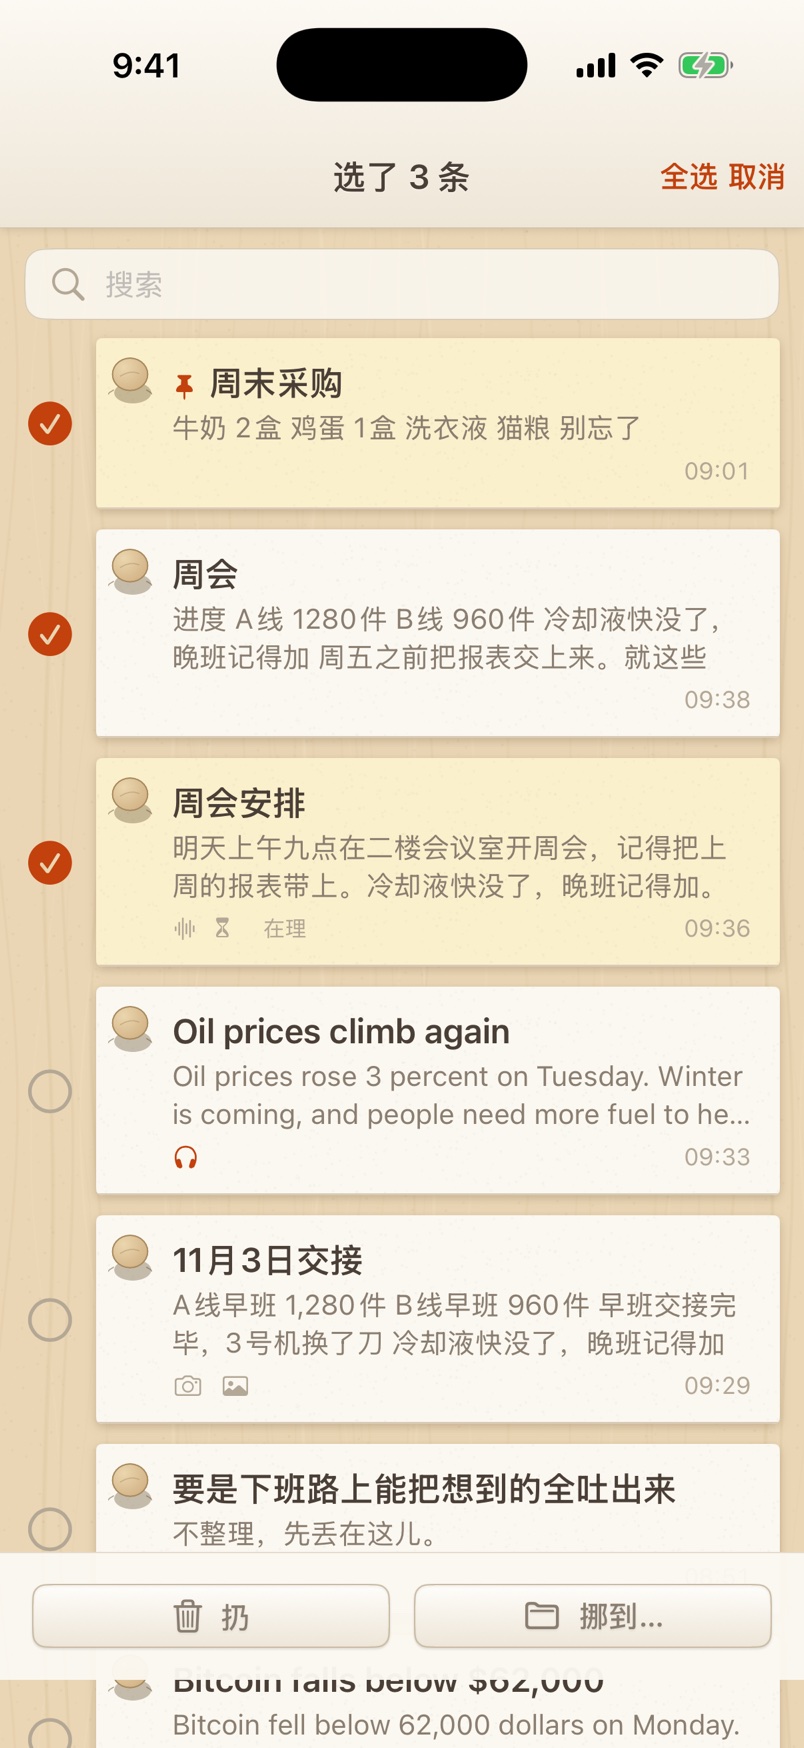 9:41
选了 3 条
全选 取消
搜索
周末采购
牛奶 2盒 鸡蛋 1盒 洗衣液 猫粮 别忘了
09:01
周会
进度 A线 1280件 B线 960件 冷却液快没了，
晚班记得加 周五之前把报表交上来。就这些
09:38
周会安排
明天上午九点在二楼会议室开周会，记得把上
周的报表带上。冷却液快没了，晚班记得加。
在理
09:36
Oil prices climb again
Oil prices rose 3 percent on Tuesday. Winter
is coming, and people need more fuel to he...
09:33
11月3日交接
A线早班 1,280件 B线早班 960件 早班交接完
毕，3号机换了刀 冷却液快没了，晚班记得加
09:29
要是下班路上能把想到的全吐出来
不整理，先丢在这儿。
扔
挪到...
Bitcoin falls below $62,000
Bitcoin fell below 62,000 dollars on Monday.